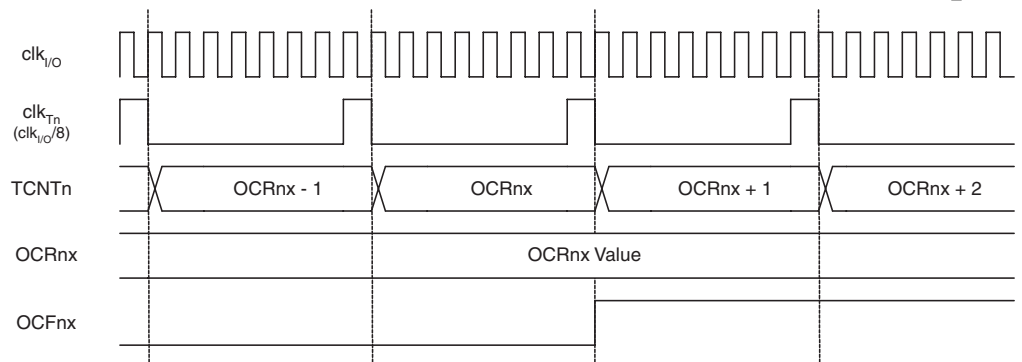 clkI/O
clkTn
(clkI/O/8)
TCNTn OCRnx - 1 OCRnx OCRnx + 1 OCRnx + 2
OCRnx OCRnx Value
OCFnx